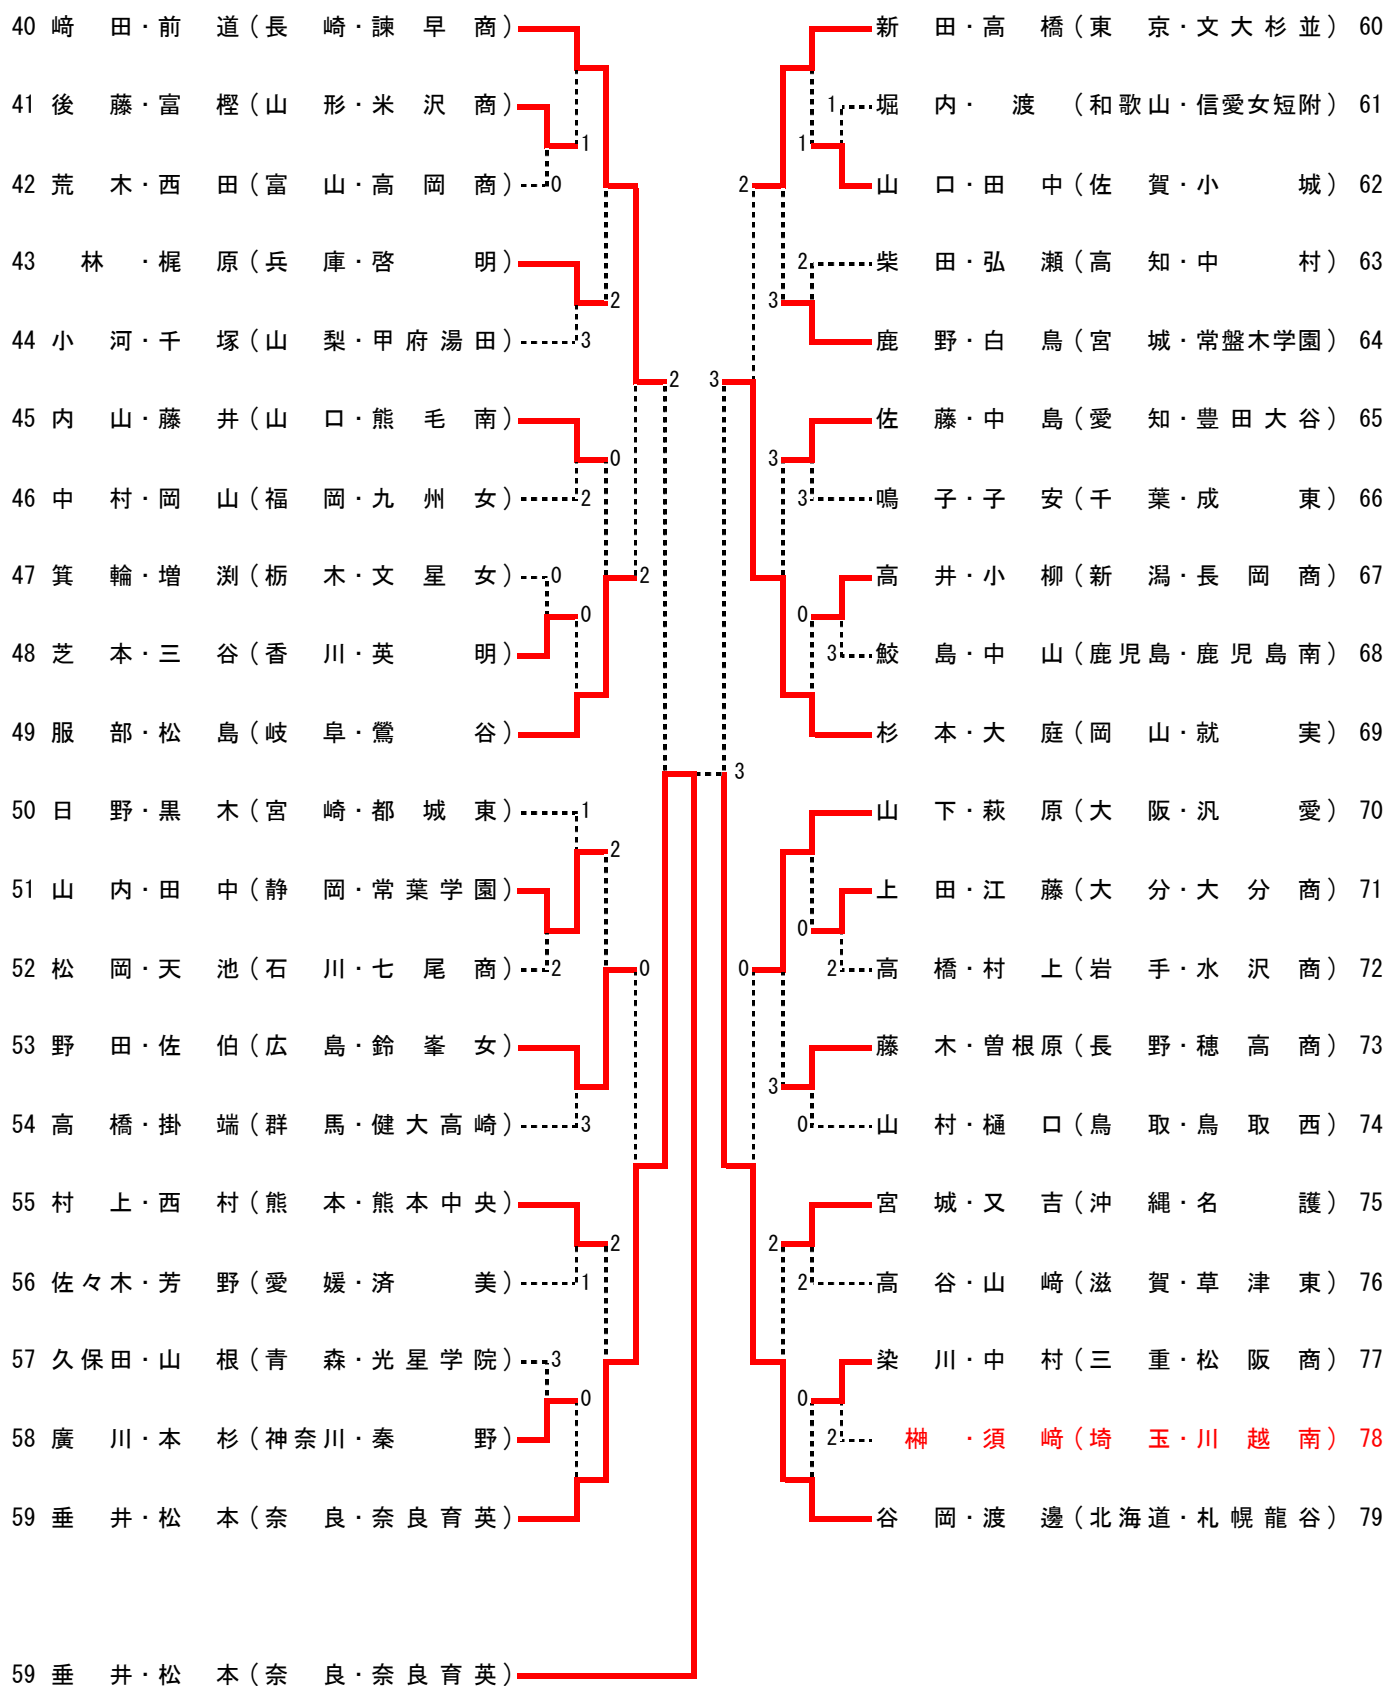 40 﨑田・前道(長崎・諫早商)
41 後藤・富樫(山形・米沢商)
1
42 荒木・西田(富山・高岡商) 0
43 林・梶原(兵庫・啓明)
2
44 小河・千塚(山梨・甲府湯田) 3
2
45 内山・藤井(山口・熊毛南)
0
46 中村・岡山(福岡・九州女) 2
47 箕輪・増渕(栃木・文星女) 0
2
0
48 芝本・三谷(香川・英明)
49 服部・松島(岐阜・鶯谷)
50 日野・黒木(宮崎・都城東) 1
2
51 山内・田中(静岡・常葉学園)
52 松岡・天池(石川・七尾商) 2
0
53 野田・佐伯(広島・鈴峯女)
54 高橋・掛端(群馬・健大高崎) 3
55 村上・西村(熊本・熊本中央)
2
56 佐々木・芳野(愛媛・済美) 1
57 久保田・山根(青森・光星学院) 3
0
58 廣川・本杉(神奈川・秦野)
59 垂井・松本(奈良・奈良育英)
59 垂井・松本(奈良・奈良育英)
3
新田・高橋(東京・文大杉並) 60
1 堀内・渡(和歌山・信愛女短附) 61
1
2
山口・田中(佐賀・小城) 62
2 柴田・弘瀬(高知・中村) 63
3
鹿野・白鳥(宮城・常盤木学園) 64
3
佐藤・中島(愛知・豊田大谷) 65
3
3 鳴子・子安(千葉・成東) 66
高井・小柳(新潟・長岡商) 67
0
3 鮫島・中山(鹿児島・鹿児島南) 68
杉本・大庭(岡山・就実) 69
山下・萩原(大阪・汎愛) 70
上田・江藤(大分・大分商) 71
0
2 高橋・村上(岩手・水沢商) 72
0
藤木・曽根原(長野・穂高商) 73
3
0 山村・樋口(鳥取・鳥取西) 74
宮城・又吉(沖縄・名護) 75
2
2 高谷・山﨑(滋賀・草津東) 76
染川・中村(三重・松阪商) 77
0
2 榊・須﨑(埼玉・川越南) 78
谷岡・渡邊(北海道・札幌龍谷) 79